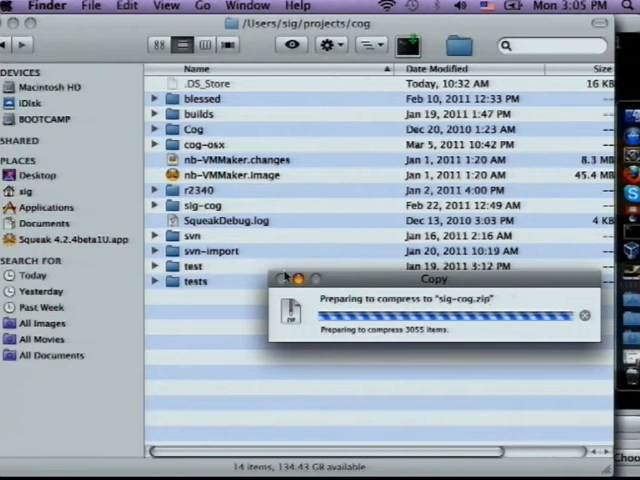 Finder File Edit View Go Window Help Mon 3:05 PM
/Users/sig/projects/cog
Name Date Modified Size
DEVICES
Macintosh HD
iDisk
BOOTCAMP
SHARED
PLACES
Desktop
sig
Applications
Documents
Squeak 4.2.4beta1U.app
SEARCH FOR
Today
Yesterday
Past Week
All Images
All Movies
All Documents
.DS_Store Today, 10:32 AM 16 KB
blessed Feb 10, 2011 12:33 PM --
builds Jan 19, 2011 1:47 PM --
Cog Dec 20, 2010 1:23 AM --
cog-osx Mar 5, 2011 10:42 PM --
nb-VMMaker.changes Jan 1, 2011 1:20 AM 8.3 MB
nb-VMMaker.image Jan 1, 2011 1:20 AM 45.4 MB
r2340 Jan 2, 2011 4:00 PM --
sig-cog Feb 22, 2011 12:49 AM --
SqueakDebug.log Dec 13, 2010 3:03 PM 4 KB
svn Jan 16, 2011 2:16 AM --
svn-import Jan 20, 2011 10:19 AM --
test Jan 19, 2011 3:12 PM
tests
Copy
Preparing to compress to "sig-cog.zip"
ZIP
Preparing to compress 3055 items.
14 items, 134.43 GB available
Choo